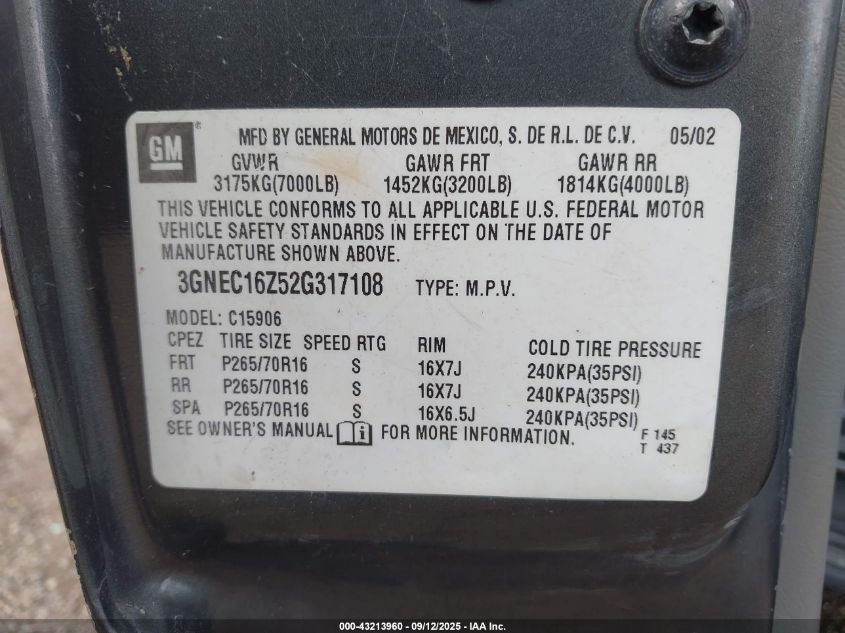 GM® MFD BY GENERAL MOTORS DE MEXICO, S. DE R.L. DE C.V. 05/02
GVWR GAWR FRT GAWR RR
3175KG(7000LB) 1452KG(3200LB) 1814KG(4000LB)
THIS VEHICLE CONFORMS TO ALL APPLICABLE U.S. FEDERAL MOTOR
VEHICLE SAFETY STANDARDS IN EFFECT ON THE DATE OF
MANUFACTURE SHOWN ABOVE.
3GNEC16Z52G317108 TYPE: M.P.V.
MODEL: C15906
CPEZ TIRE SIZE SPEED RTG RIM COLD TIRE PRESSURE
FRT P265/70R16 S 16X7J 240KPA(35PSI)
RR P265/70R16 S 16X7J 240KPA(35PSI)
SPA P265/70R16 S 16X6.5J 240KPA(35PSI)
SEE OWNER'S MANUAL i FOR MORE INFORMATION. F 145
T 437
000-43213960 - 09/12/2025 - IAA Inc.